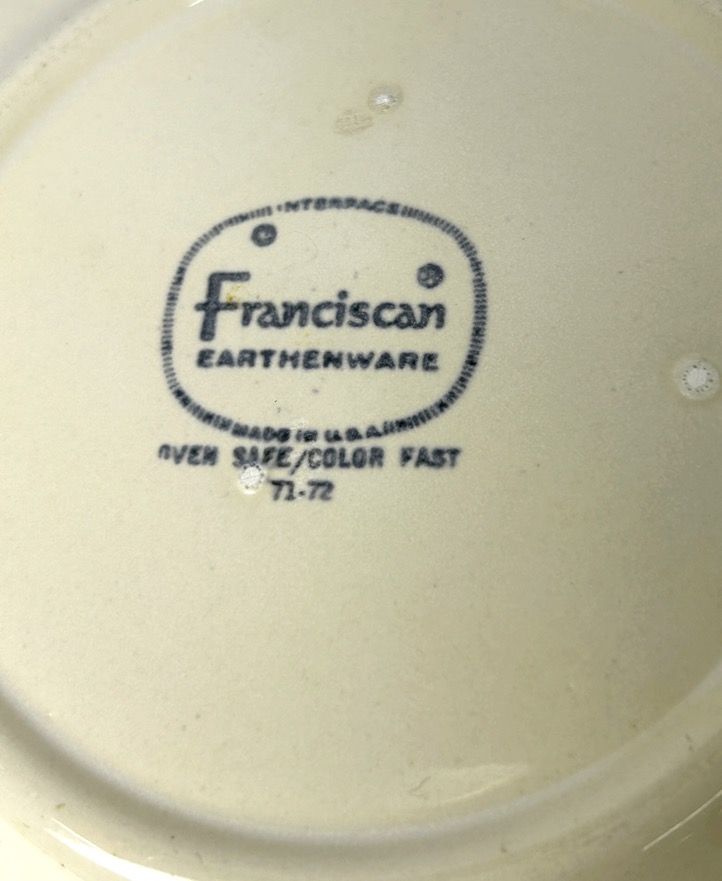 INTERPACE
©
®
Franciscan
EARTHENWARE
MADE IN U.S.A.
OVEN SAFE/COLOR FAST
71-72